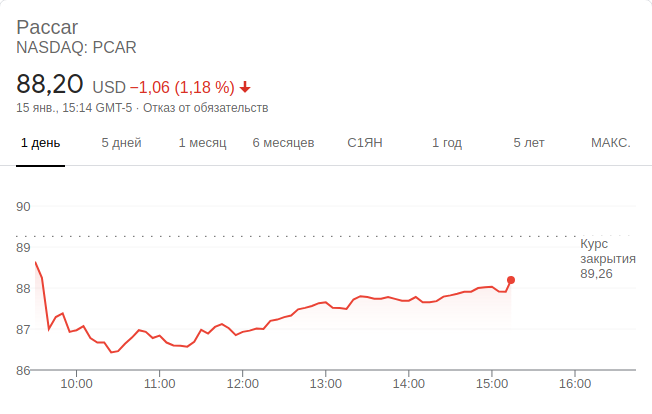 Paccar
NASDAQ: PCAR
88,20 USD −1,06 (1,18 %)
15 янв., 15:14 GMT-5 · Отказ от обязательств
1 день 5 дней 1 месяц 6 месяцев С1ЯН 1 год 5 лет МАКС.
90
89
88
87
86
Курс
закрытия
89,26
10:00 11:00 12:00 13:00 14:00 15:00 16:00